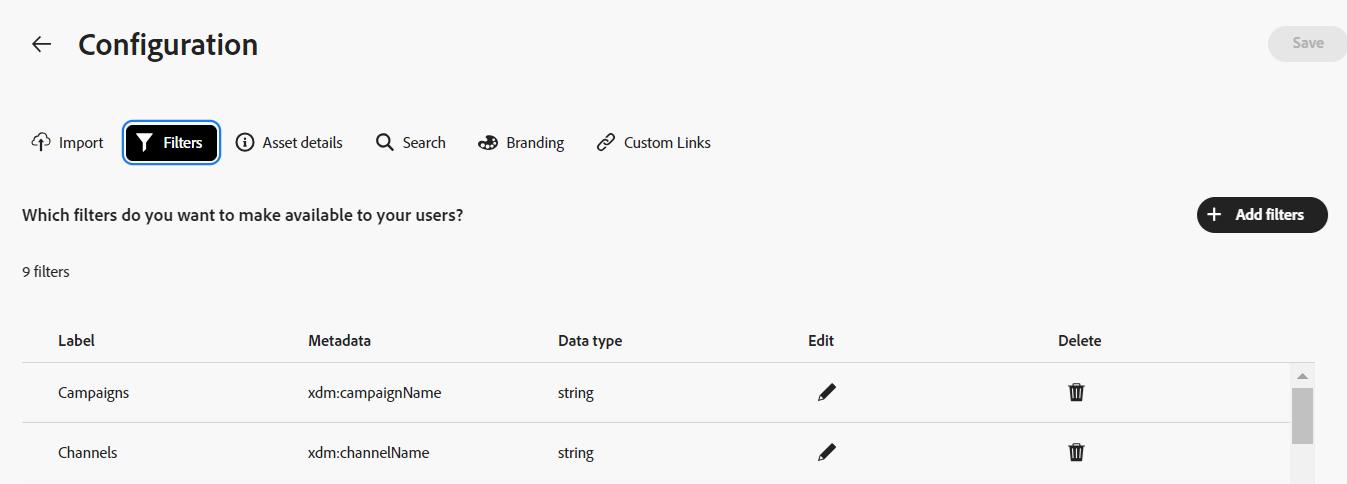 Configuration
Save
Import Filters Asset details Search Branding Custom Links
Which filters do you want to make available to your users?
Add filters
9 filters
Label Metadata Data type Edit Delete
Campaigns xdm:campaignName string
Channels xdm:channelName string